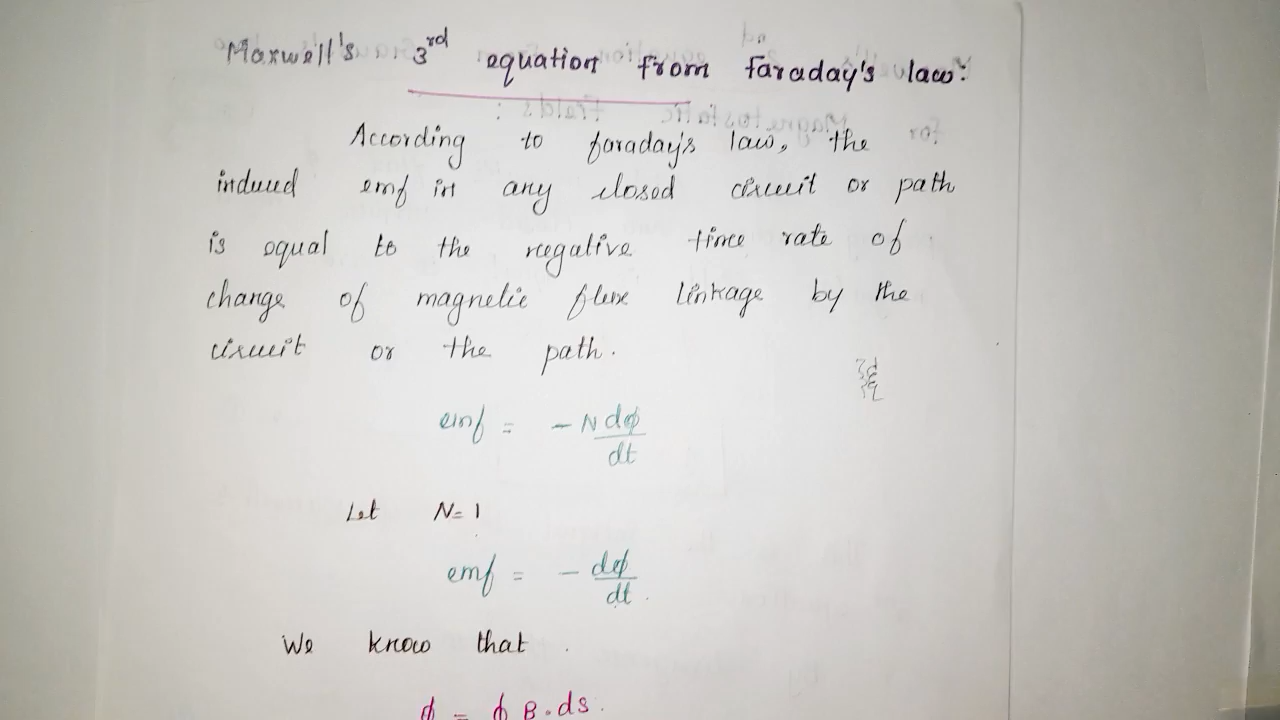 Maxwell's 3rd equation from faraday's law:
According to faraday's law, the
induced emf in any closed circuit or path
is equal to the negative time rate of
change of magnetic flux linkage by the
circuit or the path.
emf = - N dϕ/dt
Let N=1
emf = - dϕ/dt.
We know that.
ϕ = ∮ B.ds.